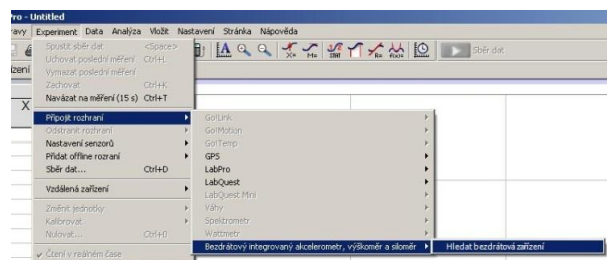 Pro - Untitled
avy Experiment Data Analýza Vložit Nastavení Stránka Nápověda
Spustit sběr dat <Space>
Sběr dat
Uchovat poslední měření Ctrl+L
Vymazat poslední měření
Zachovat Ctrl+K
Navázat na měření (15 s) Ctrl+T
ízení
X
Připojit rozhraní
Odstranit rozhraní
Nastavení senzorů
Přidat offline rozraní
Sběr dat... Ctrl+D
Vzdálená zařízení
Změnit jednotky
Kalibrovat
Nulovat... Ctrl+0
Čtení v reálném čase
Go!Link
Go!Motion
Go!Temp
GPS
LabPro
LabQuest
LabQuest Mini
Váhy
Spektrometr
Wattmetr
Bezdrátový integrovaný akcelerometr, výškoměr a siloměr
Hledat bezdrátová zařízení